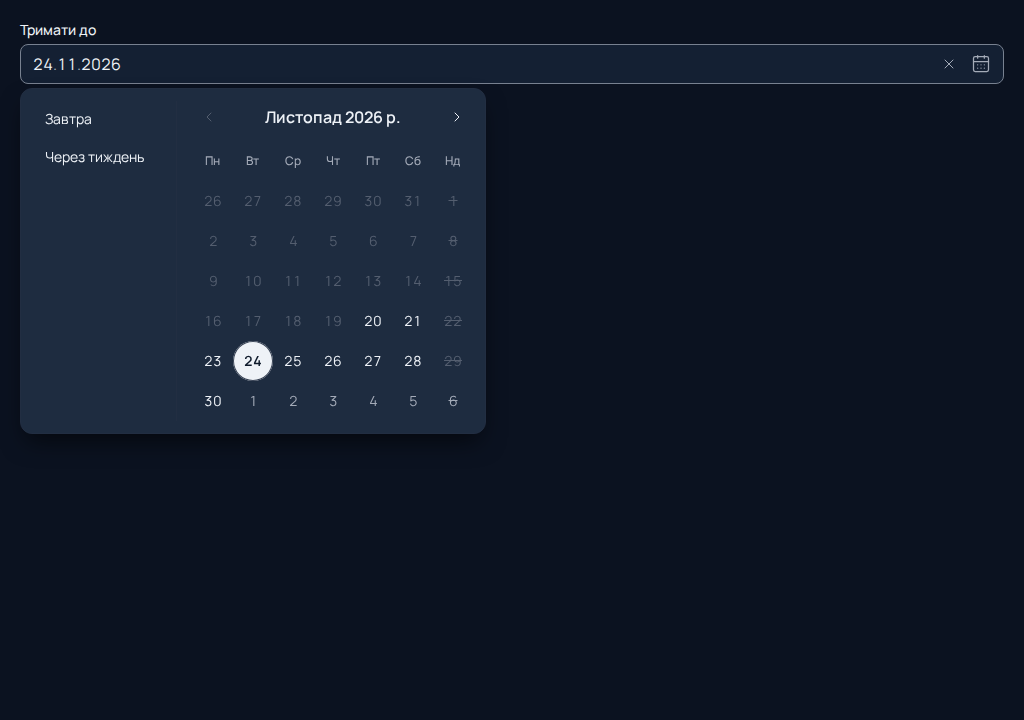 Тримати до
24.11.2026
Завтра
Через тиждень
Листопад 2026 р.
Пн Вт Ср Чт Пт Сб Нд
26 27 28 29 30 31 1
2 3 4 5 6 7 8
9 10 11 12 13 14 15
16 17 18 19 20 21 22
23 24 25 26 27 28 29
30 1 2 3 4 5 6